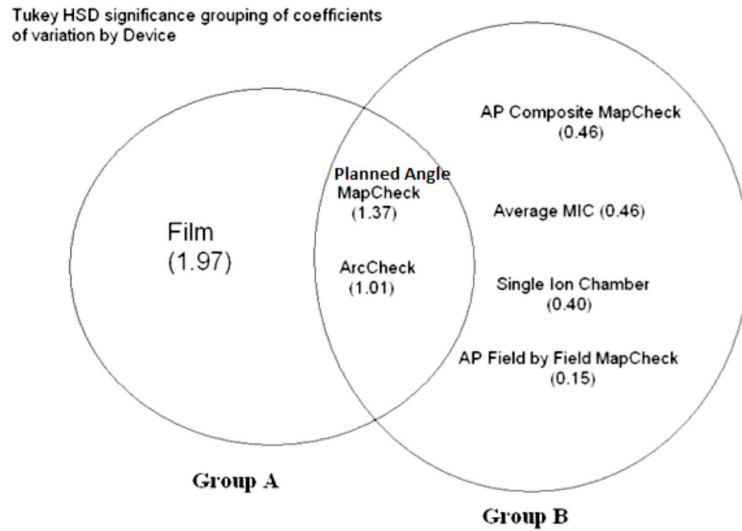 Tukey HSD significance grouping of coefficients
of variation by Device
AP Composite MapCheck
(0.46)
Planned Angle
MapCheck
(1.37)
Average MIC (0.46)
Film
(1.97)
ArcCheck
(1.01)
Single Ion Chamber
(0.40)
AP Field by Field MapCheck
(0.15)
Group A
Group B